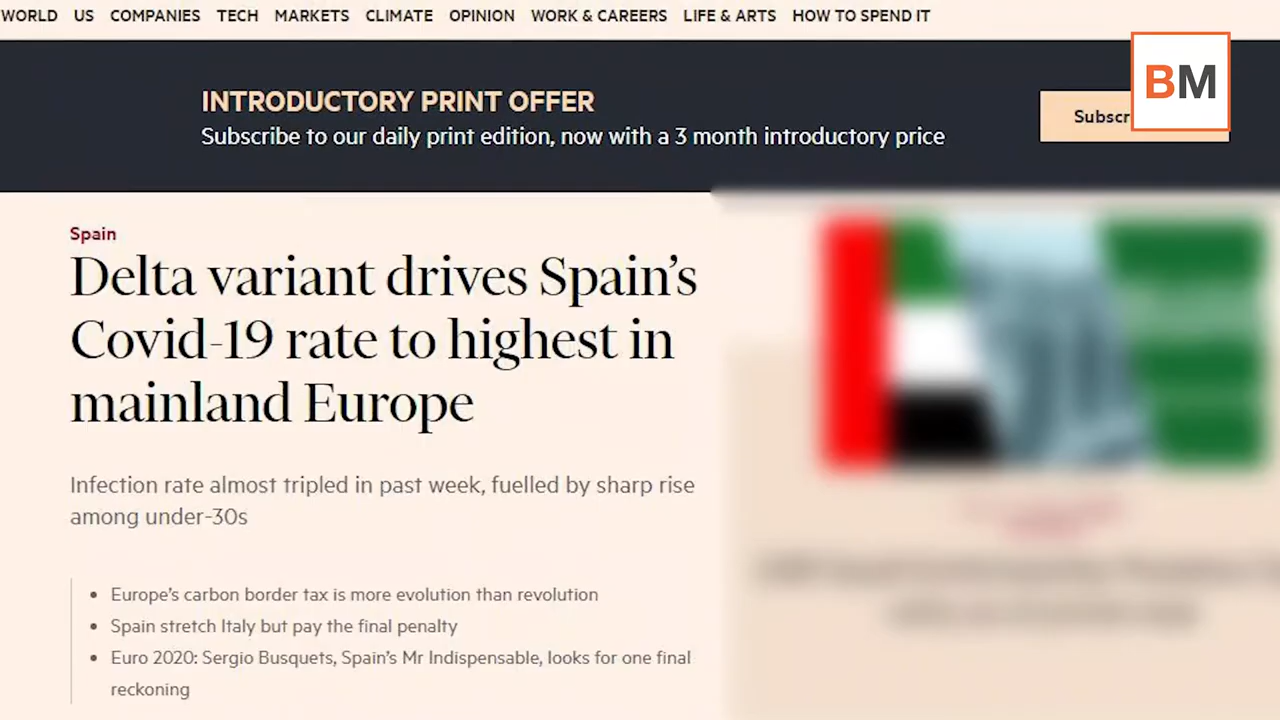 WORLD US COMPANIES TECH MARKETS CLIMATE OPINION WORK & CAREERS LIFE & ARTS HOW TO SPEND IT
BM
INTRODUCTORY PRINT OFFER
Subscribe to our daily print edition, now with a 3 month introductory price
Subscr
Spain
Delta variant drives Spain’s
Covid-19 rate to highest in
mainland Europe
Infection rate almost tripled in past week, fuelled by sharp rise
among under-30s
• Europe’s carbon border tax is more evolution than revolution
• Spain stretch Italy but pay the final penalty
• Euro 2020: Sergio Busquets, Spain’s Mr Indispensable, looks for one final
reckoning